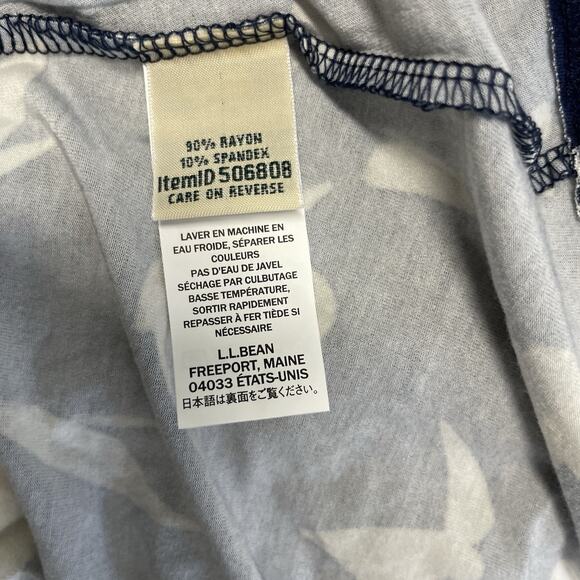 90% RAYON
10% SPANDEX
ItemID 506808
CARE ON REVERSE
LAVER EN MACHINE EN
EAU FROIDE, SÉPARER LES
COULEURS
PAS D'EAU DE JAVEL
SÉCHAGE PAR CULBUTAGE
BASSE TEMPÉRATURE,
SORTIR RAPIDEMENT
REPASSER À FER TIÈDE SI
NÉCESSAIRE
L.L.BEAN
FREEPORT, MAINE
04033 ÉTATS-UNIS
日本語は裏面をご覧ください。